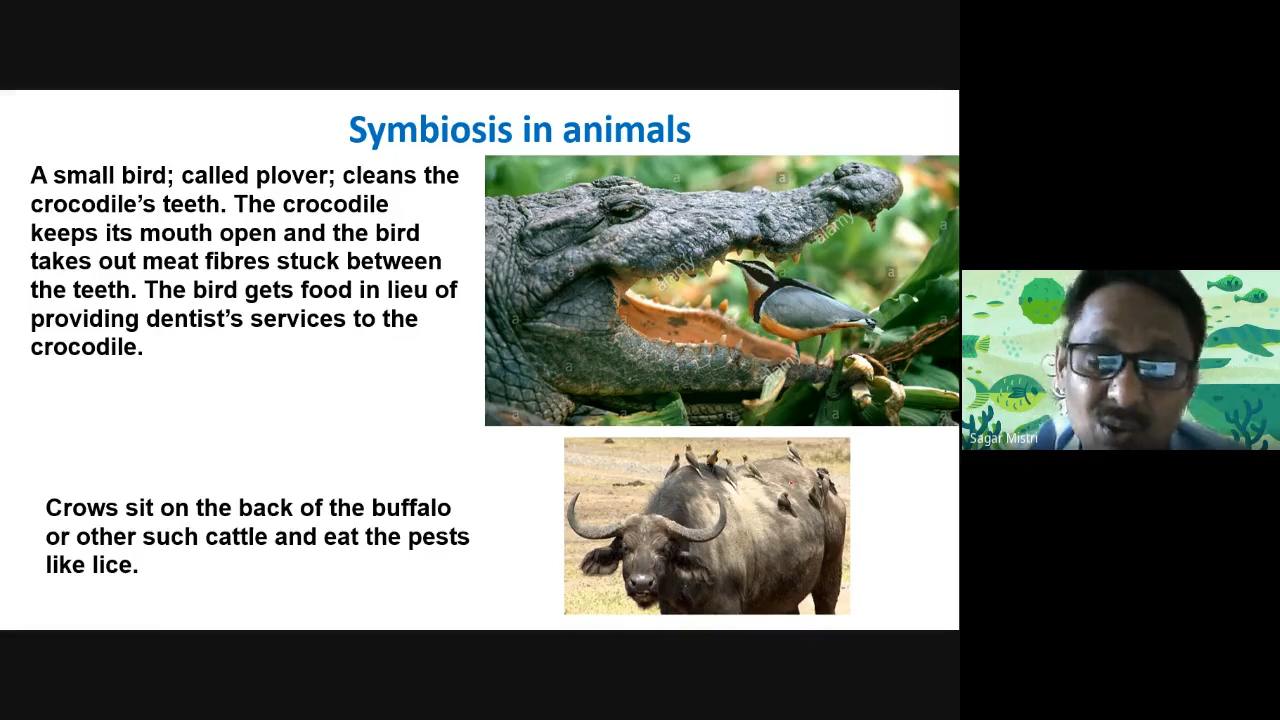 Symbiosis in animals
A small bird; called plover; cleans the
crocodile’s teeth. The crocodile
keeps its mouth open and the bird
takes out meat fibres stuck between
the teeth. The bird gets food in lieu of
providing dentist’s services to the
crocodile.
a a a
alamy
a a
alamy
a
a
alamy
a a a a
Crows sit on the back of the buffalo
or other such cattle and eat the pests
like lice.
Sagar Mistri